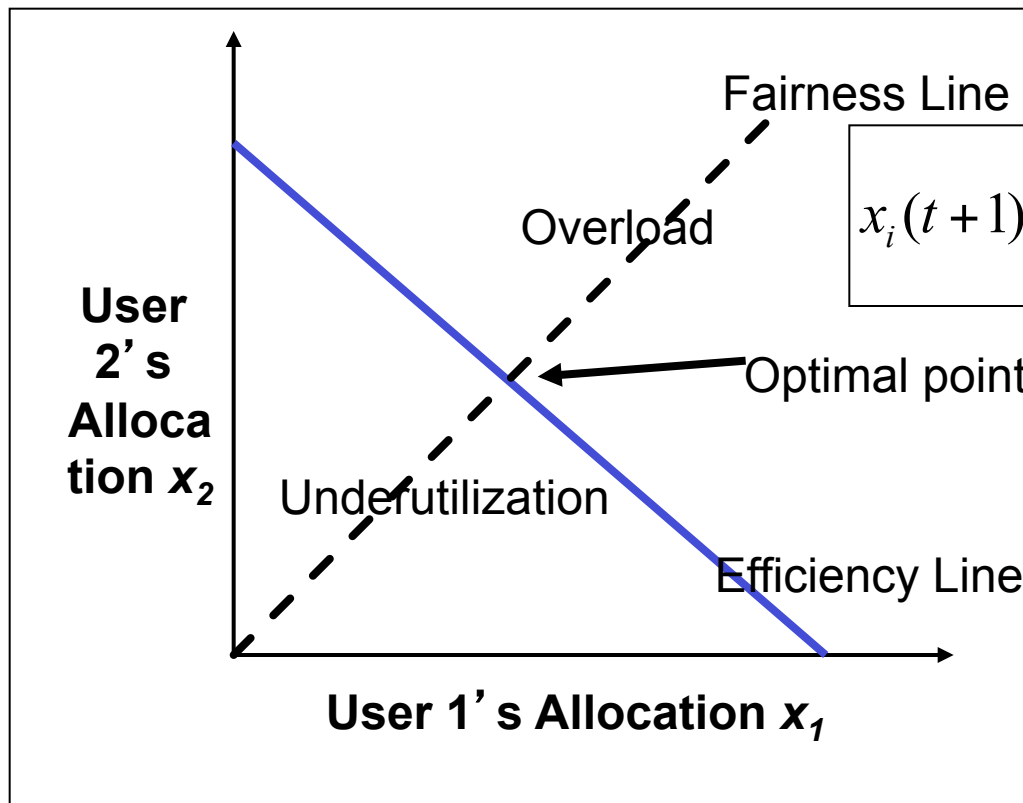 Fairness Line
x_i(t + 1)
Overload
User
2’ s
Alloca
tion x_2
Optimal point
Underutilization
Efficiency Line
User 1’ s Allocation x_1